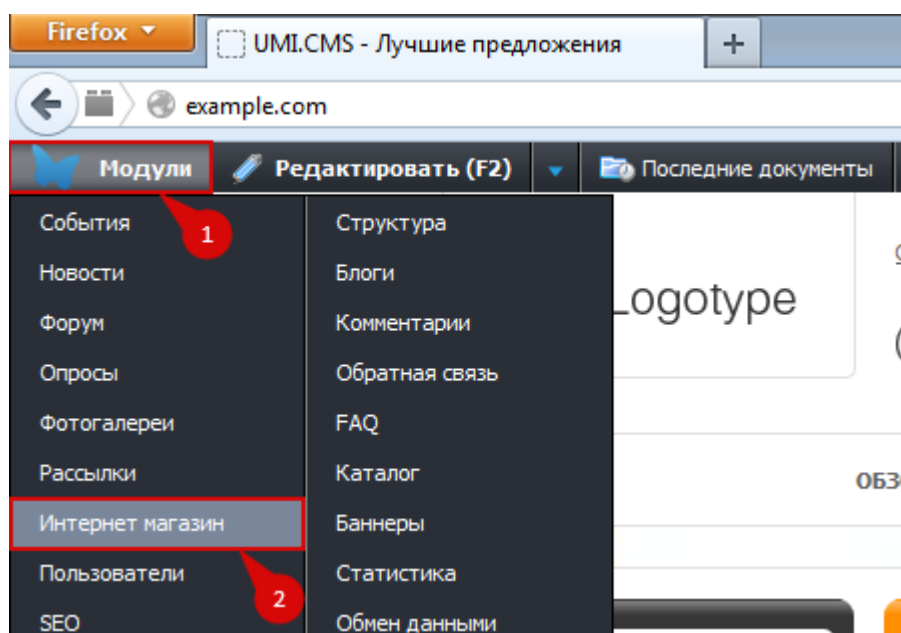 Firefox
UMI.CMS - Лучшие предложения
+
example.com
Модули
Редактировать (F2)
Последние документы
События
1
Новости
Форум
Опросы
Фотогалереи
Рассылки
Интернет магазин
2
Пользователи
SEO
Структура
Блоги
Комментарии
Обратная связь
FAQ
Каталог
Баннеры
Статистика
Обмен данными
Logotype